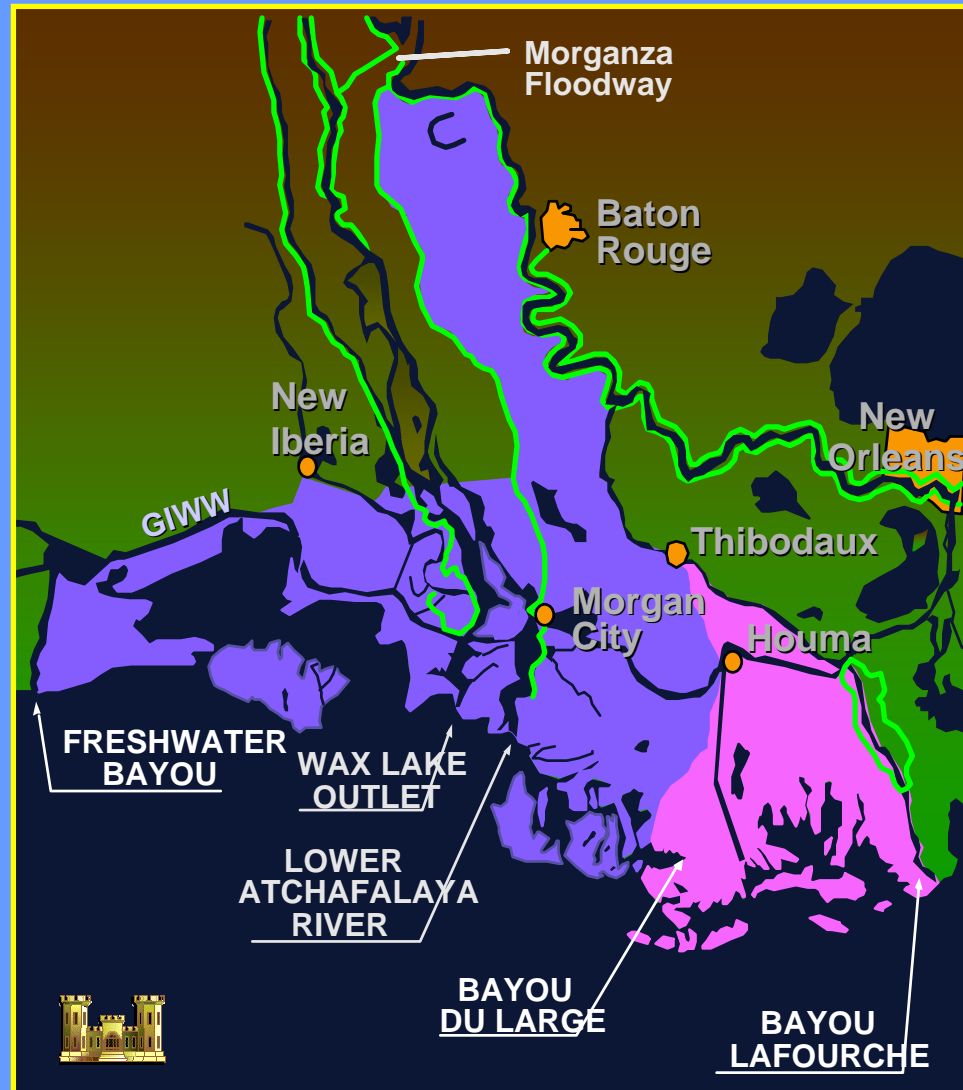 Morganza
Floodway
Baton
Rouge
New
Iberia
New
Orleans
GIWW
Thibodaux
Morgan
City
Houma
FRESHWATER
BAYOU
WAX LAKE
OUTLET
LOWER
ATCHAFALAYA
RIVER
BAYOU
DU LARGE
BAYOU
LAFOURCHE